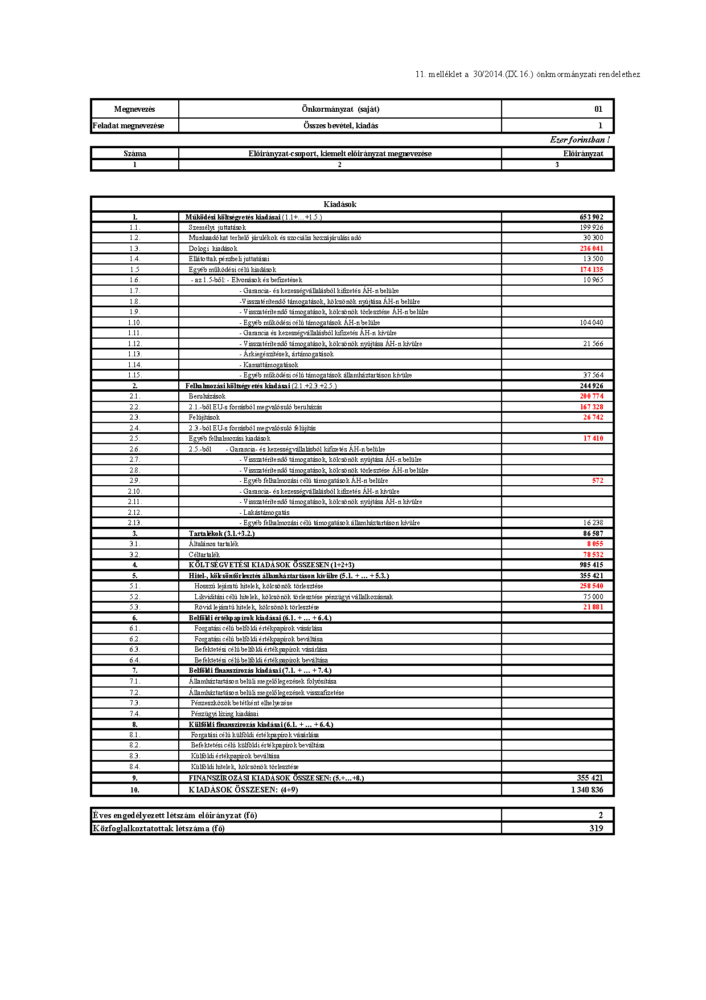 11. melléklet a  30/2014.(IX.16.) önkmormányzati rendelethez
Megnevezés Önkormányzat  (saját) 01
Feladat megnevezése Összes bevétel, kiadás 1
Ezer forintban !
Száma Előirányzat-csoport, kiemelt előirányzat megnevezése Előirányzat
1 2 3
Kiadások
1. Működési költségvetés kiadásai (1.1+…+1.5.) 653 902
1.1. Személyi  juttatások 199 926
1.2. Munkaadókat terhelő járulékok és szociális hozzájárulási adó 30 300
1.3. Dologi  kiadások 236 041
1.4. Ellátottak pénzbeli juttatásai 13 500
1.5 Egyéb működési célú kiadások 174 135
1.6. - az 1.5-ből: - Elvonások és befizetések 10 965
1.7. - Garancia- és kezességvállalásból kifizetés ÁH-n belülre
1.8. -Visszatérítendő támogatások, kölcsönök nyújtása ÁH-n belülre
1.9. - Visszatérítendő támogatások, kölcsönök törlesztése ÁH-n belülre
1.10. - Egyéb működési célú támogatások ÁH-n belülre 104 040
1.11. - Garancia és kezességvállalásból kifizetés ÁH-n kívülre
1.12. - Visszatérítendő támogatások, kölcsönök nyújtása ÁH-n kívülre 21 566
1.13. - Árkiegészítések, ártámogatások
1.14. - Kamattámogatások
1.15. - Egyéb működési célú támogatások államháztartáson kívülre 37 564
2. Felhalmozási költségvetés kiadásai (2.1.+2.3.+2.5.) 244 926
2.1. Beruházások 200 774
2.2. 2.1.-ből EU-s forrásból megvalósuló beruházás 167 328
2.3. Felújítások 26 742
2.4. 2.3.-ból EU-s forrásból megvalósuló felújítás
2.5. Egyéb felhalmozási kiadások 17 410
2.6. 2.5.-ből - Garancia- és kezességvállalásból kifizetés ÁH-n belülre
2.7. - Visszatérítendő támogatások, kölcsönök nyújtása ÁH-n belülre
2.8. - Visszatérítendő támogatások, kölcsönök törlesztése ÁH-n belülre
2.9. - Egyéb felhalmozási célú támogatások ÁH-n belülre 572
2.10. - Garancia- és kezességvállalásból kifizetés ÁH-n kívülre
2.11. - Visszatérítendő támogatások, kölcsönök nyújtása ÁH-n kívülre
2.12. - Lakástámogatás
2.13. - Egyéb felhalmozási célú támogatások államháztartáson kívülre 16 238
3. Tartalékok (3.1.+3.2.) 86 587
3.1. Általános tartalék 8 055
3.2. Céltartalék 78 532
4. KÖLTSÉGVETÉSI KIADÁSOK ÖSSZESEN (1+2+3) 985 415
5. Hitel-, kölcsöntörlesztés államháztartáson kívülre (5.1. + … + 5.3.) 355 421
5.1. Hosszú lejáratú hitelek, kölcsönök törlesztése 258 540
5.2. Likviditási célú hitelek, kölcsönök törlesztése pénzügyi vállalkozásnak 75 000
5.3. Rövid lejáratú hitelek, kölcsönök törlesztése 21 881
6. Belföldi értékpapírok kiadásai (6.1. + … + 6.4.)
6.1. Forgatási célú belföldi értékpapírok vásárlása
6.2. Forgatási célú belföldi értékpapírok beváltása
6.3. Befektetési célú belföldi értékpapírok vásárlása
6.4. Befektetési célú belföldi értékpapírok beváltása
7. Belföldi finanszírozás kiadásai (7.1. + … + 7.4.)
7.1. Államháztartáson belüli megelőlegezések folyósítása
7.2. Államháztartáson belüli megelőlegezések visszafizetése
7.3. Pénzeszközök betétként elhelyezése
7.4. Pénzügyi lízing kiadásai
8. Külföldi finanszírozás kiadásai (6.1. + … + 6.4.)
8.1. Forgatási célú külföldi értékpapírok vásárlása
8.2. Befektetési célú külföldi értékpapírok beváltása
8.3. Külföldi értékpapírok beváltása
8.4. Külföldi hitelek, kölcsönök törlesztése
9. FINANSZÍROZÁSI KIADÁSOK ÖSSZESEN: (5.+…+8.) 355 421
10. KIADÁSOK ÖSSZESEN: (4+9) 1 340 836
Éves engedélyezett létszám előirányzat (fő) 2
Közfoglalkoztatottak létszáma (fő) 319